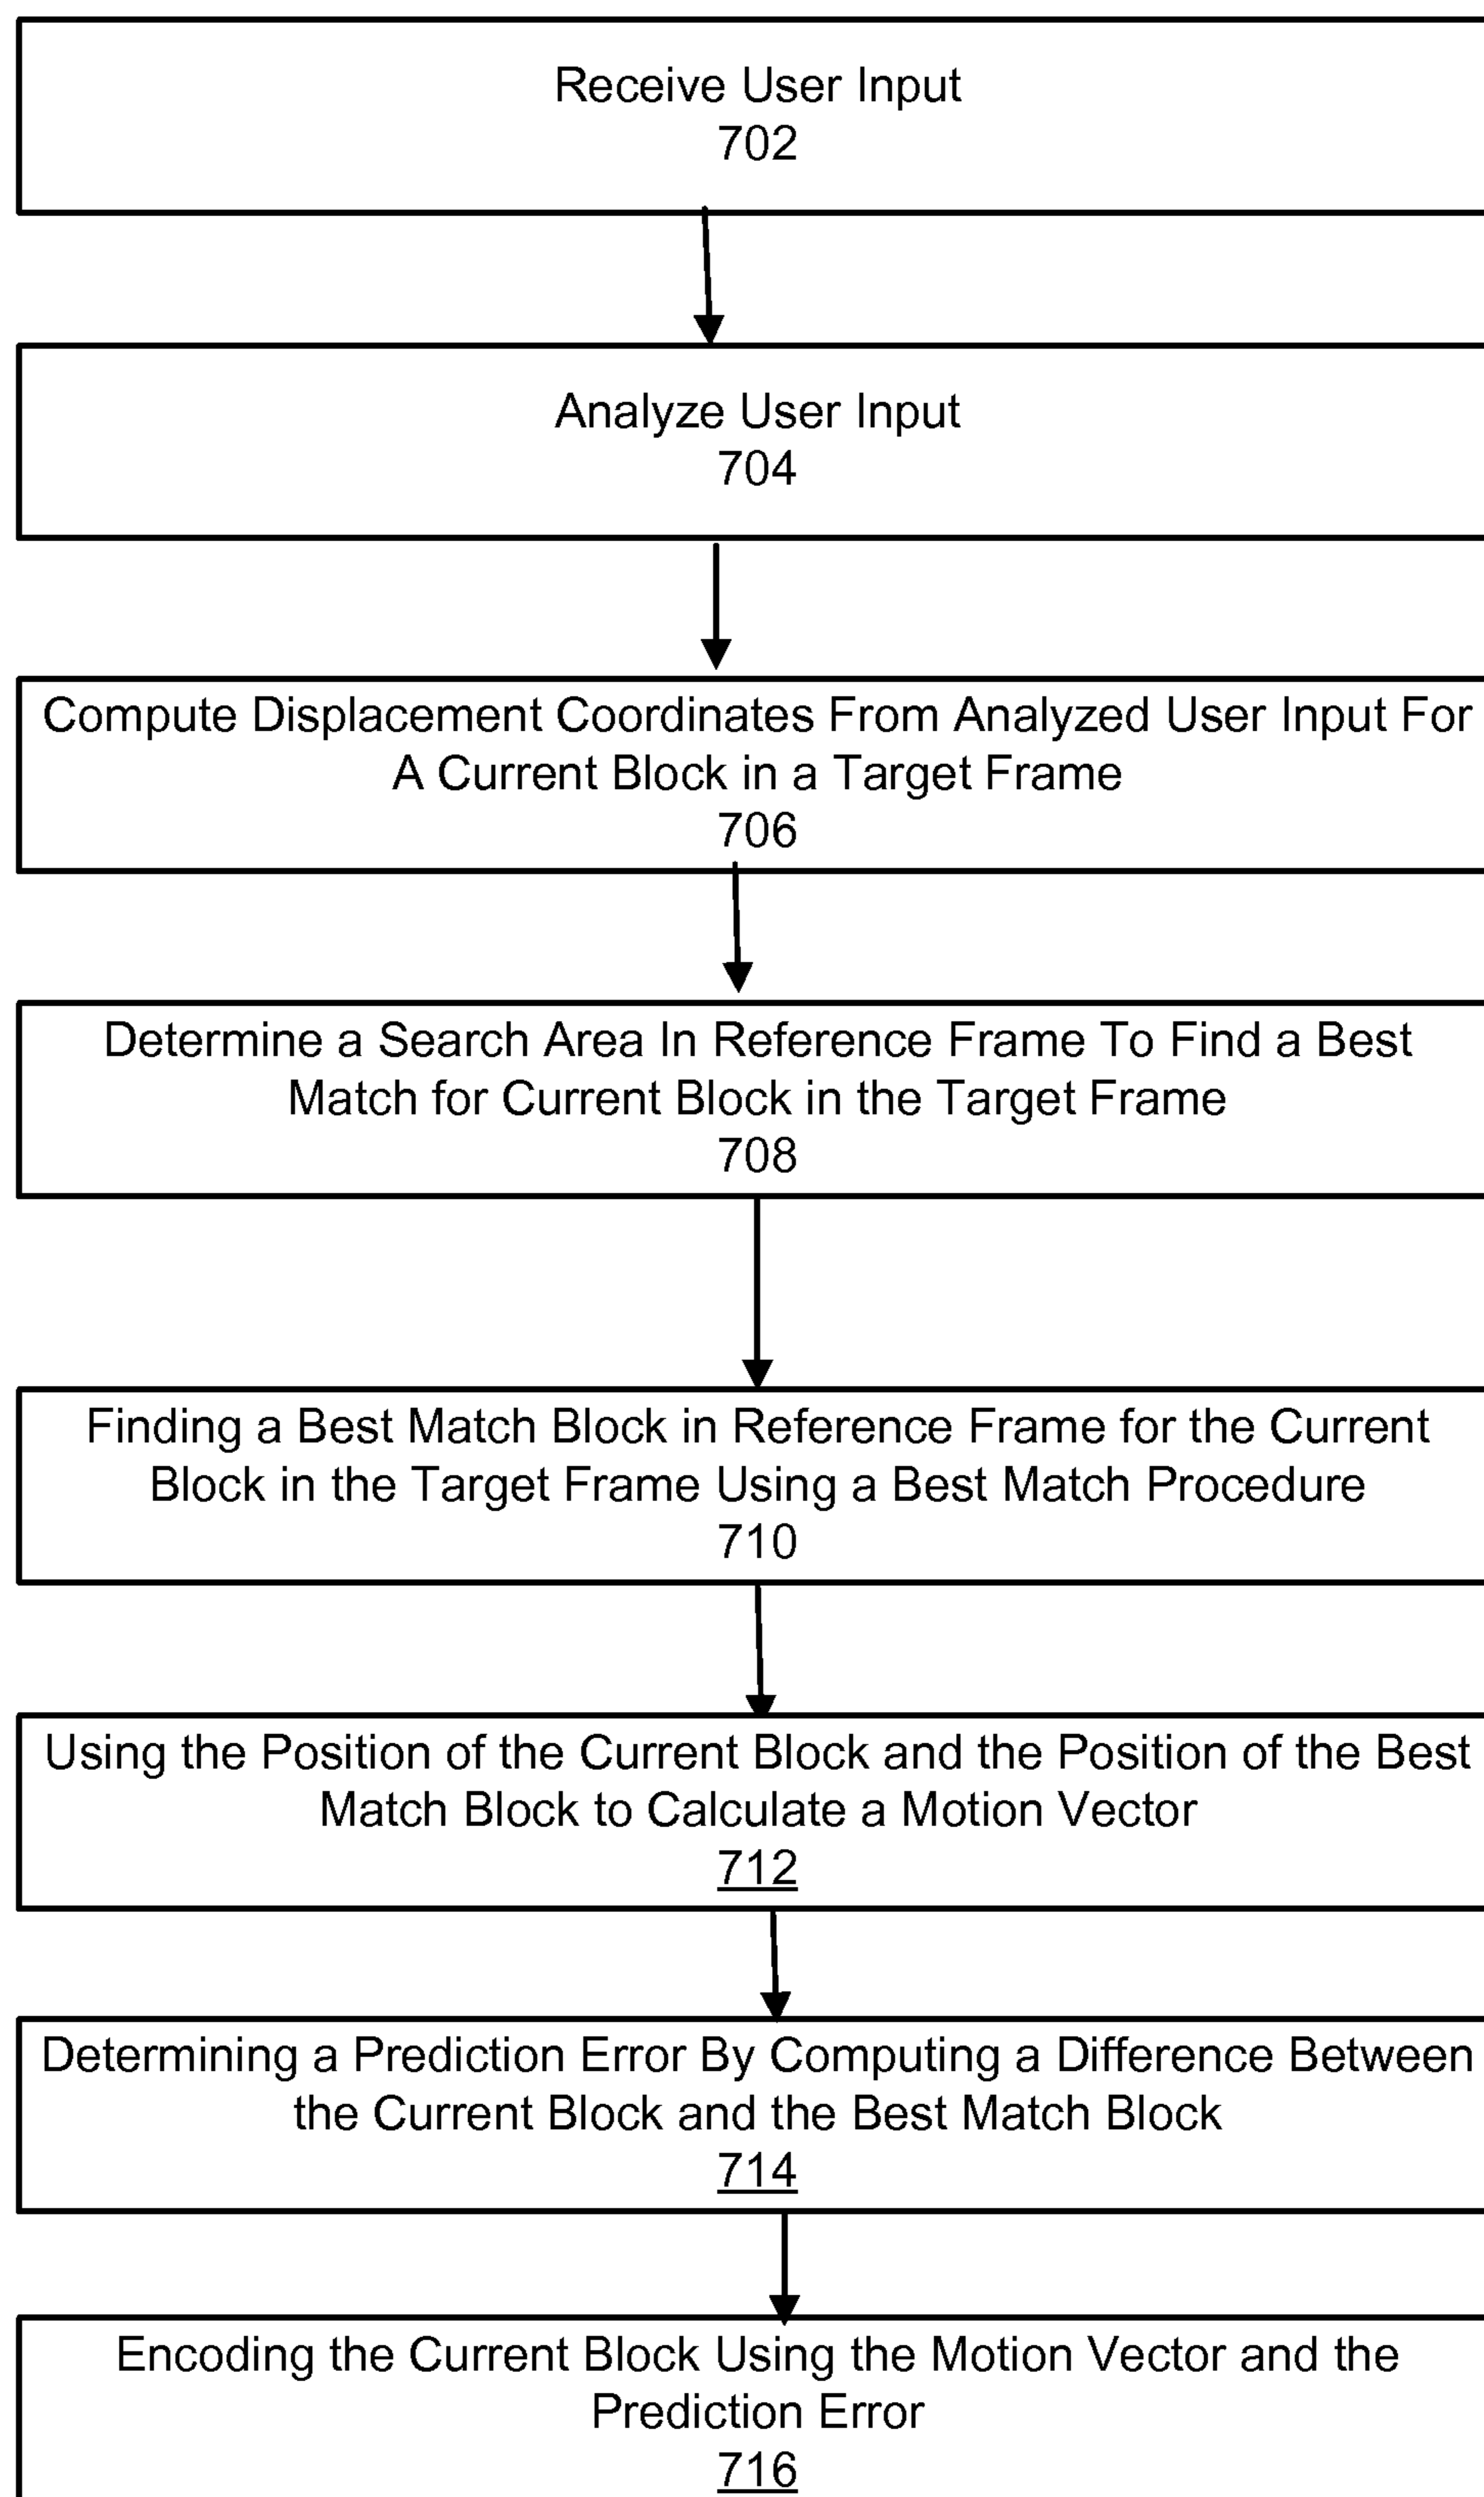 Receive User Input
702
Analyze User Input
704
Compute Displacement Coordinates From Analyzed User Input For
A Current Block in a Target Frame
706
Determine a Search Area In Reference Frame To Find a Best
Match for Current Block in the Target Frame
708
Finding a Best Match Block in Reference Frame for the Current
Block in the Target Frame Using a Best Match Procedure
710
Using the Position of the Current Block and the Position of the Best
Match Block to Calculate a Motion Vector
712
Determining a Prediction Error By Computing a Difference Between
the Current Block and the Best Match Block
714
Encoding the Current Block Using the Motion Vector and the
Prediction Error
716